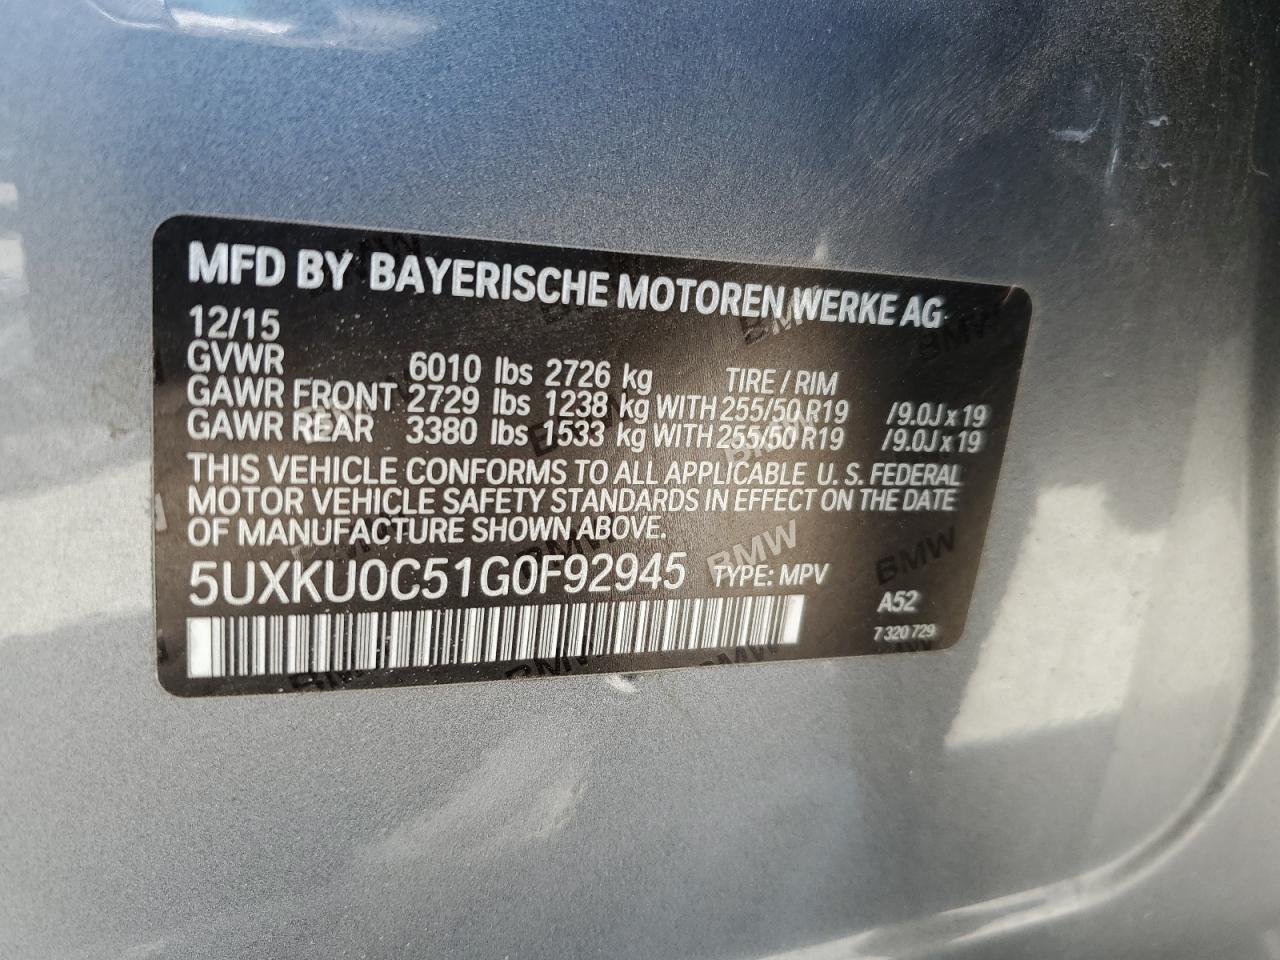 MFD BY BAYERISCHE MOTOREN WERKE AG
12/15
GVWR 6010 lbs 2726 kg TIRE / RIM
GAWR FRONT 2729 lbs 1238 kg WITH 255/50 R19 /9.0J x 19
GAWR REAR 3380 lbs 1533 kg WITH 255/50 R19 /9.0J x 19
THIS VEHICLE CONFORMS TO ALL APPLICABLE U. S. FEDERAL
MOTOR VEHICLE SAFETY STANDARDS IN EFFECT ON THE DATE
OF MANUFACTURE SHOWN ABOVE.
5UXKU0C51G0F92945 TYPE: MPV
A52
7 320 729